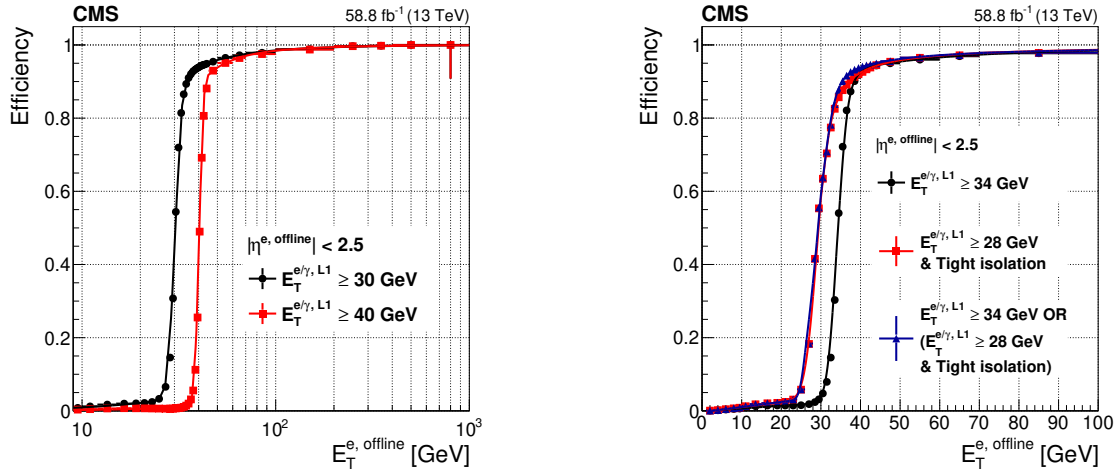 CMS 58.8 fb⁻¹ (13 TeV)
Efficiency
1
0.8
0.6
0.4
0.2
0
|η^{e, offline}| < 2.5
E_T^{e/γ, L1} ≥ 30 GeV
E_T^{e/γ, L1} ≥ 40 GeV
10 10² 10³
E_T^{e, offline} [GeV]
CMS 58.8 fb⁻¹ (13 TeV)
Efficiency
1
0.8
0.6
0.4
0.2
0
|η^{e, offline}| < 2.5
E_T^{e/γ, L1} ≥ 34 GeV
E_T^{e/γ, L1} ≥ 28 GeV
& Tight isolation
E_T^{e/γ, L1} ≥ 34 GeV OR
(E_T^{e/γ, L1} ≥ 28 GeV
& Tight isolation)
0 10 20 30 40 50 60 70 80 90 100
E_T^{e, offline} [GeV]